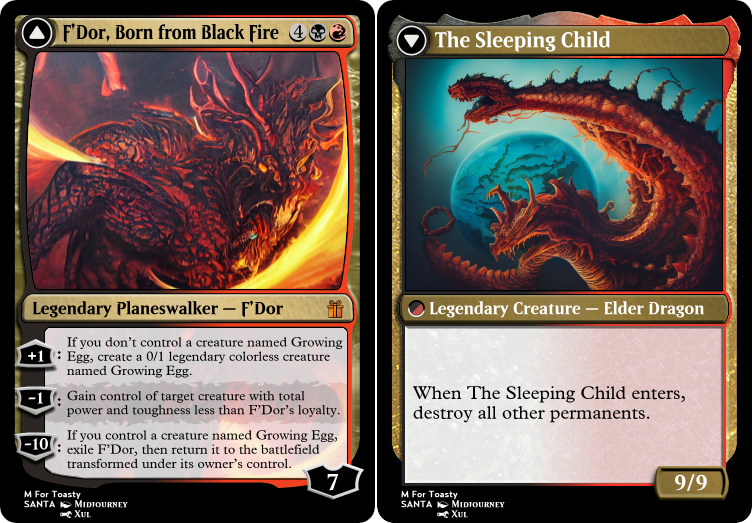 F'Dor, Born from Black Fire 4
Legendary Planeswalker — F'Dor
+1: If you don't control a creature named Growing
Egg, create a 0/1 legendary colorless creature
named Growing Egg.
-1: Gain control of target creature with total
power and toughness less than F'Dor's loyalty.
-10: If you control a creature named Growing Egg,
exile F'Dor, then return it to the battlefield
transformed under its owner's control.
7
M For Toasty
SANTA Midjourney
Xul
The Sleeping Child
Legendary Creature — Elder Dragon
When The Sleeping Child enters,
destroy all other permanents.
9/9
M For Toasty
SANTA Midjourney
Xul